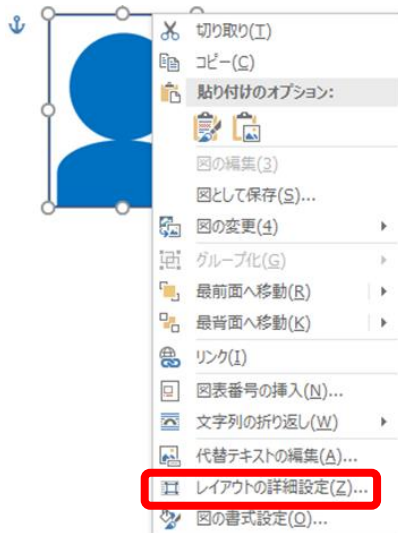 切り取り(T)
コピー(C)
貼り付けのオプション:
図の編集(3)
図として保存(S)...
図の変更(4)
グループ化(G)
最前面へ移動(R)
最背面へ移動(K)
リンク(I)
図表番号の挿入(N)...
文字列の折り返し(W)
代替テキストの編集(A)...
レイアウトの詳細設定(Z)...
図の書式設定(O)...